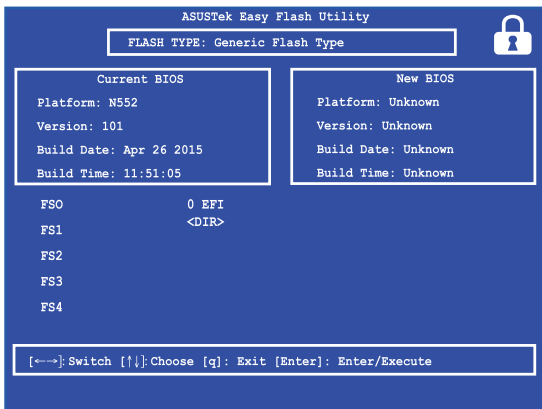 ASUSTek Easy Flash Utility
FLASH TYPE: Generic Flash Type
Current BIOS
Platform: N552
Version: 101
Build Date: Apr 26 2015
Build Time: 11:51:05
New BIOS
Platform: Unknown
Version: Unknown
Build Date: Unknown
Build Time: Unknown
FSO
FS1
FS2
FS3
FS4
0 EFI
<DIR>
[←→]: Switch [↑↓]: Choose [q]: Exit [Enter]: Enter/Execute